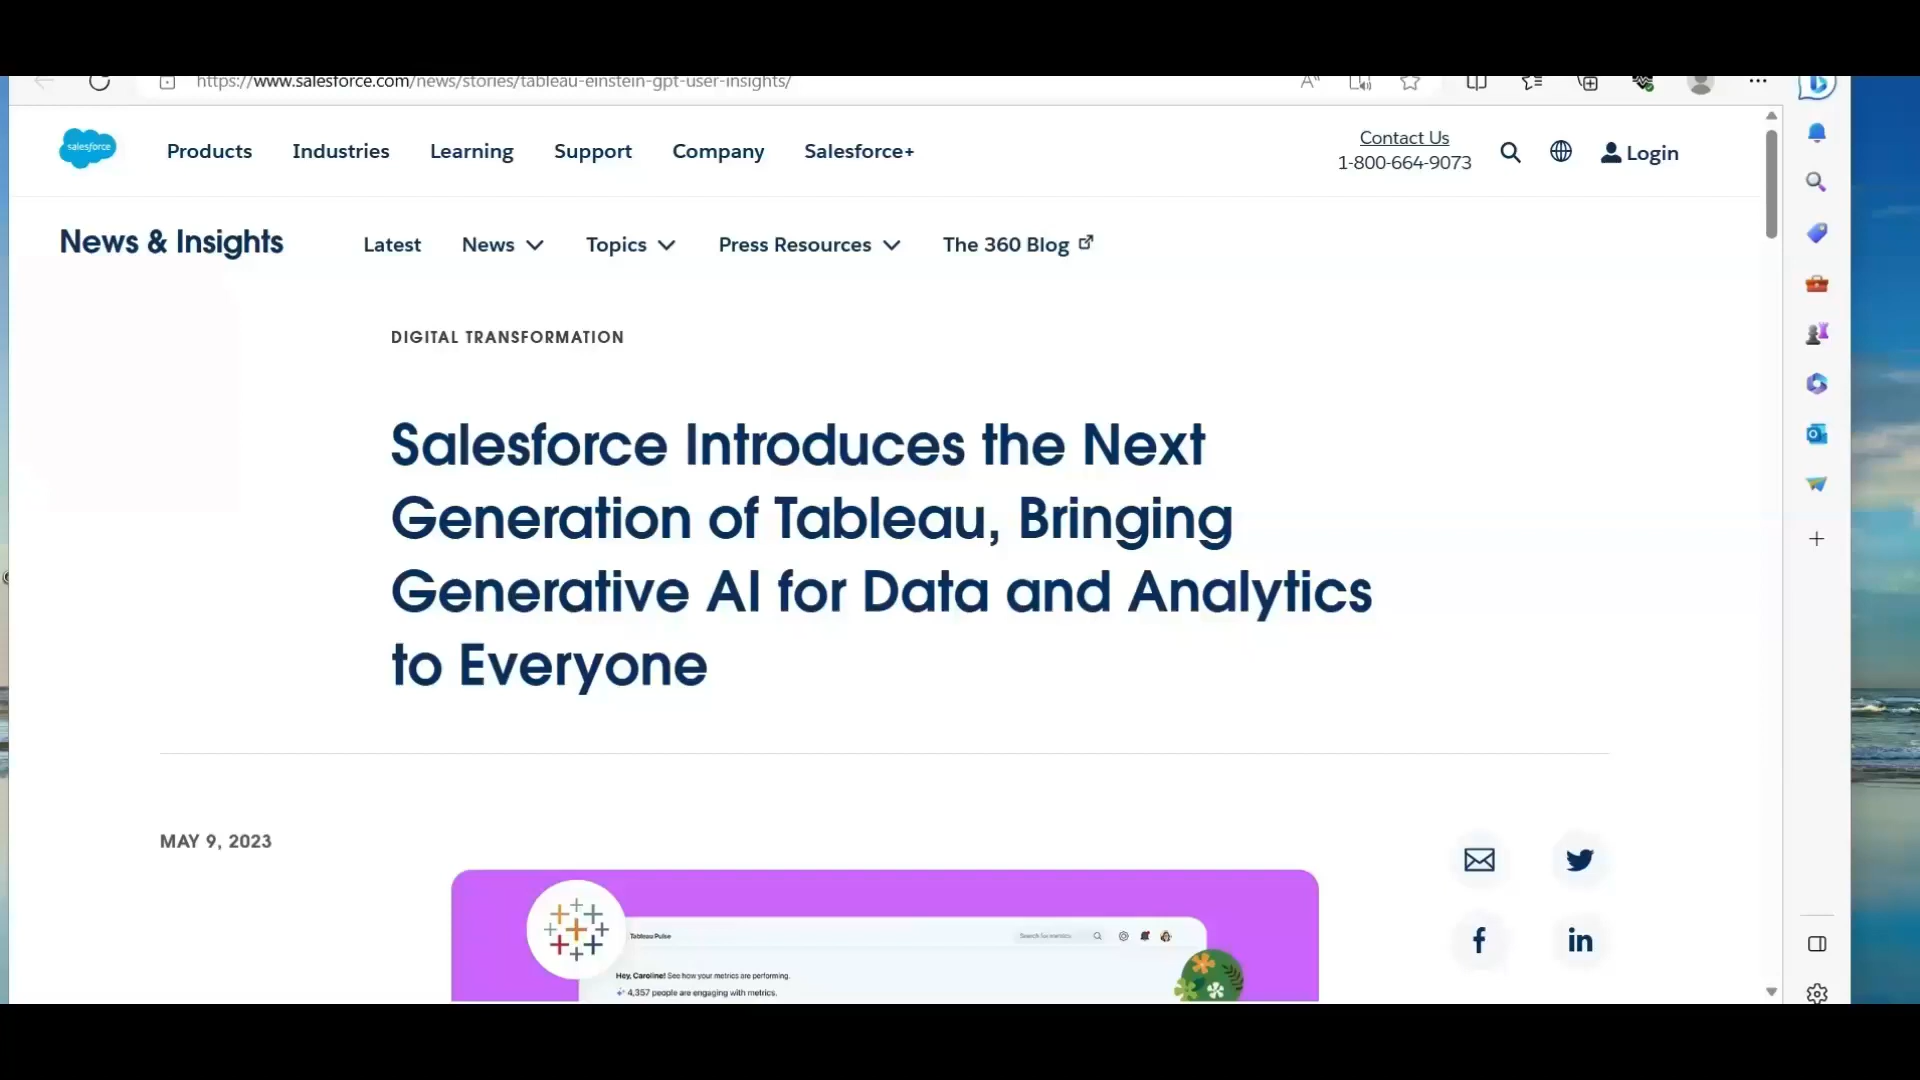 https://www.salesforce.com/news/stories/tableau-einstein-gpt-user-insights/
salesforce
Products
Industries
Learning
Support
Company
Salesforce+
Contact Us
1-800-664-9073
Login
News & Insights
Latest
News
Topics
Press Resources
The 360 Blog
DIGITAL TRANSFORMATION
Salesforce Introduces the Next
Generation of Tableau, Bringing
Generative AI for Data and Analytics
to Everyone
MAY 9, 2023
Tableau Pulse
Search for metrics
Hey, Caroline! See how your metrics are performing.
4,357 people are engaging with metrics.